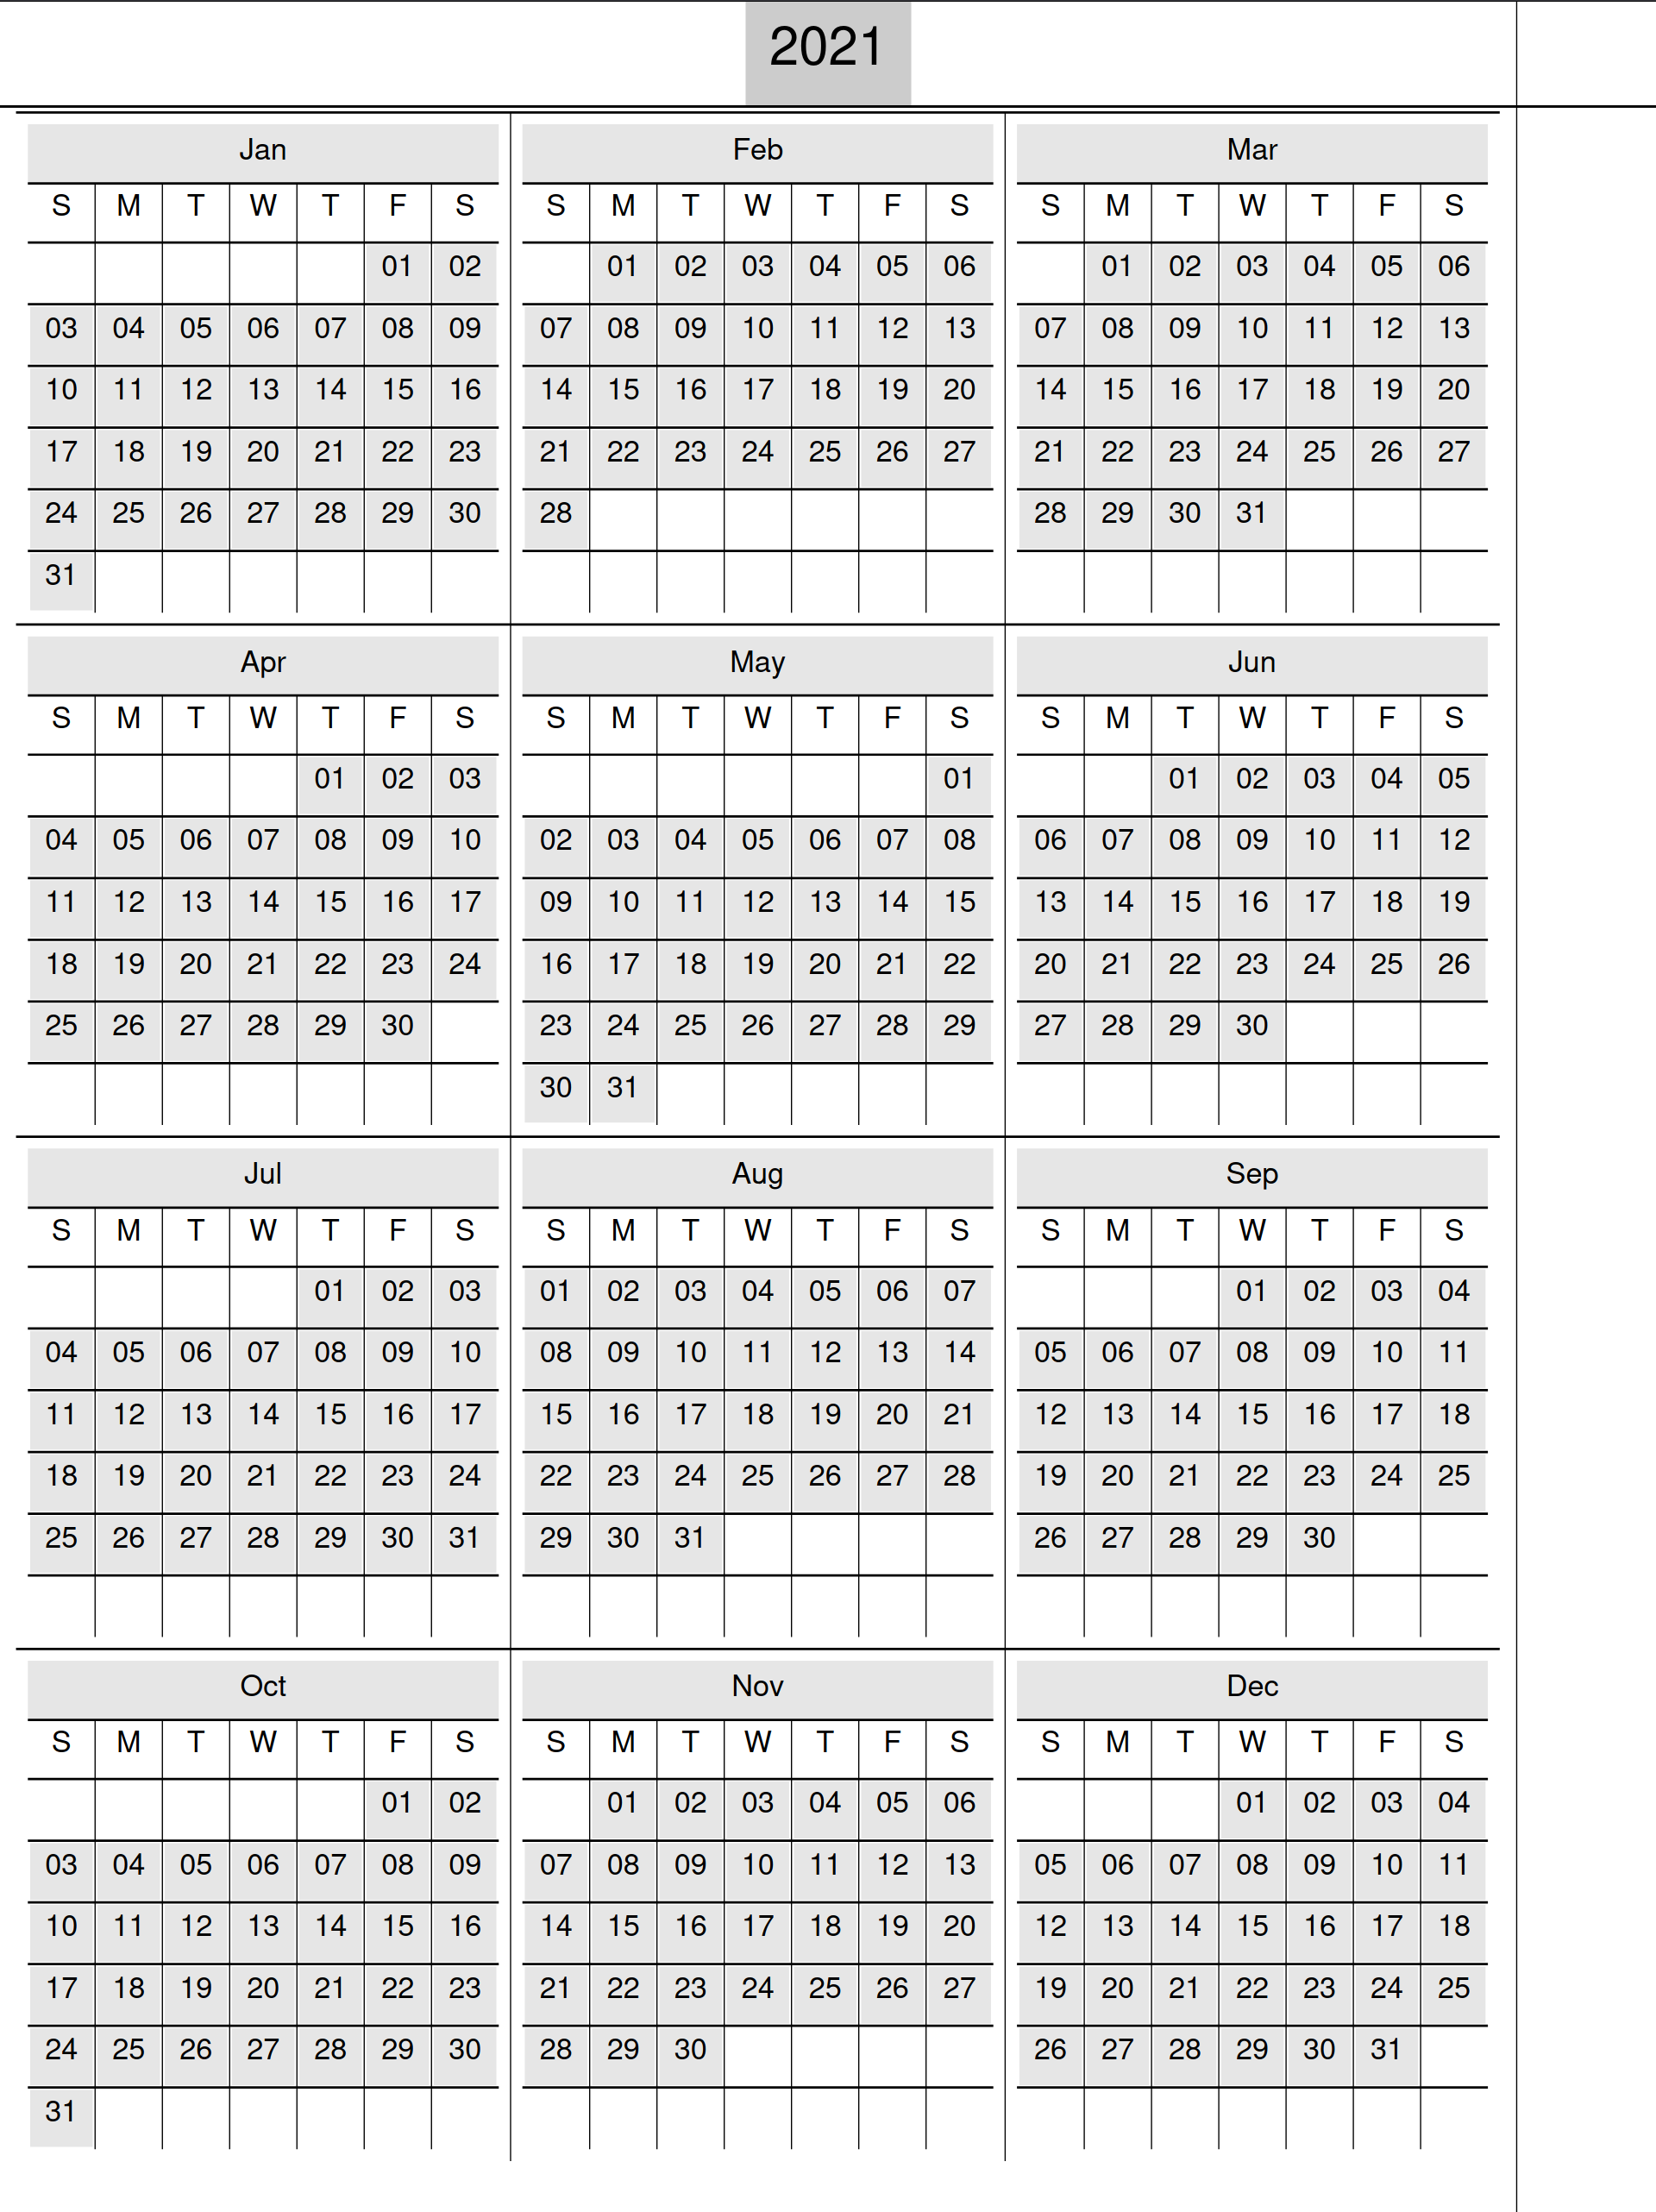 2021
Jan Feb Mar
S M T W T F S S M T W T F S S M T W T F S
01 02 01 02 03 04 05 06 01 02 03 04 05 06
03 04 05 06 07 08 09 07 08 09 10 11 12 13 07 08 09 10 11 12 13
10 11 12 13 14 15 16 14 15 16 17 18 19 20 14 15 16 17 18 19 20
17 18 19 20 21 22 23 21 22 23 24 25 26 27 21 22 23 24 25 26 27
24 25 26 27 28 29 30 28 28 29 30 31
31
Apr May Jun
S M T W T F S S M T W T F S S M T W T F S
01 02 03 01 01 02 03 04 05
04 05 06 07 08 09 10 02 03 04 05 06 07 08 06 07 08 09 10 11 12
11 12 13 14 15 16 17 09 10 11 12 13 14 15 13 14 15 16 17 18 19
18 19 20 21 22 23 24 16 17 18 19 20 21 22 20 21 22 23 24 25 26
25 26 27 28 29 30 23 24 25 26 27 28 29 27 28 29 30
30 31
Jul Aug Sep
S M T W T F S S M T W T F S S M T W T F S
01 02 03 01 02 03 04 05 06 07 01 02 03 04
04 05 06 07 08 09 10 08 09 10 11 12 13 14 05 06 07 08 09 10 11
11 12 13 14 15 16 17 15 16 17 18 19 20 21 12 13 14 15 16 17 18
18 19 20 21 22 23 24 22 23 24 25 26 27 28 19 20 21 22 23 24 25
25 26 27 28 29 30 31 29 30 31 26 27 28 29 30
Oct Nov Dec
S M T W T F S S M T W T F S S M T W T F S
01 02 01 02 03 04 05 06 01 02 03 04
03 04 05 06 07 08 09 07 08 09 10 11 12 13 05 06 07 08 09 10 11
10 11 12 13 14 15 16 14 15 16 17 18 19 20 12 13 14 15 16 17 18
17 18 19 20 21 22 23 21 22 23 24 25 26 27 19 20 21 22 23 24 25
24 25 26 27 28 29 30 28 29 30 26 27 28 29 30 31
31